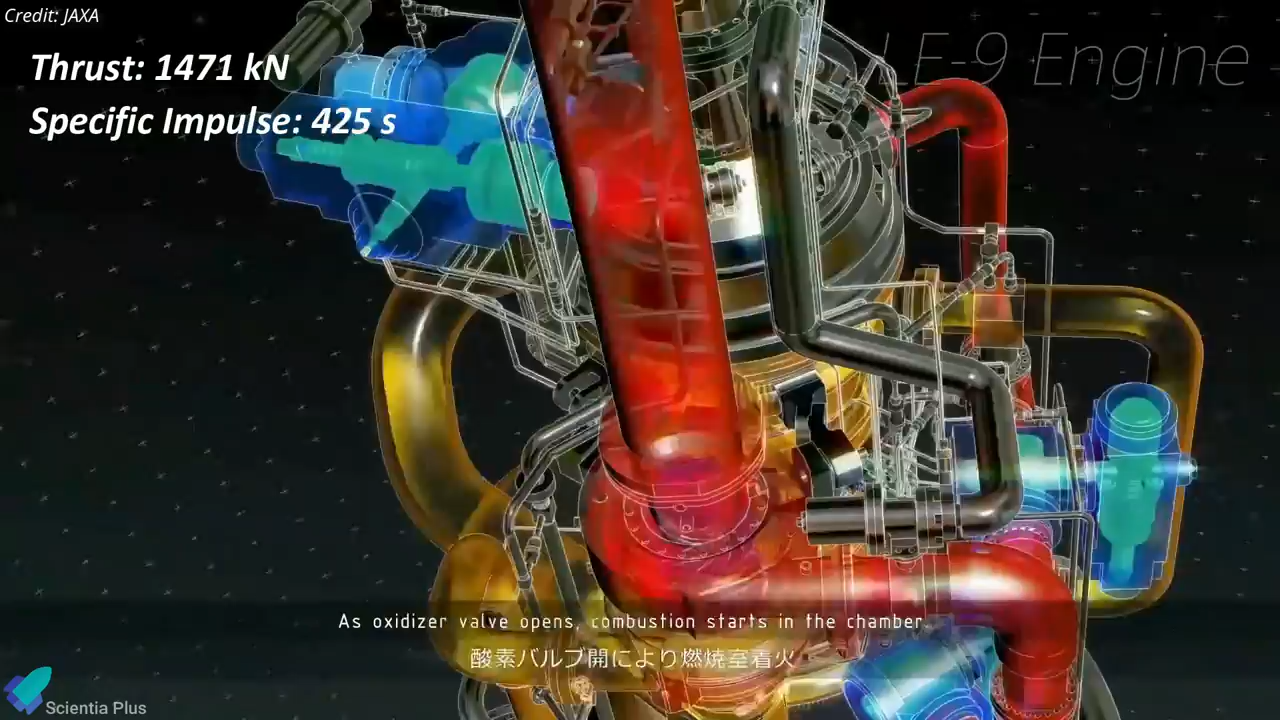 Credit: JAXA
LE-9 Engine
Thrust: 1471 kN
Specific Impulse: 425 s
As oxidizer valve opens, combustion starts in the chamber.
酸素バルブ開により燃焼室着火
Scientia Plus